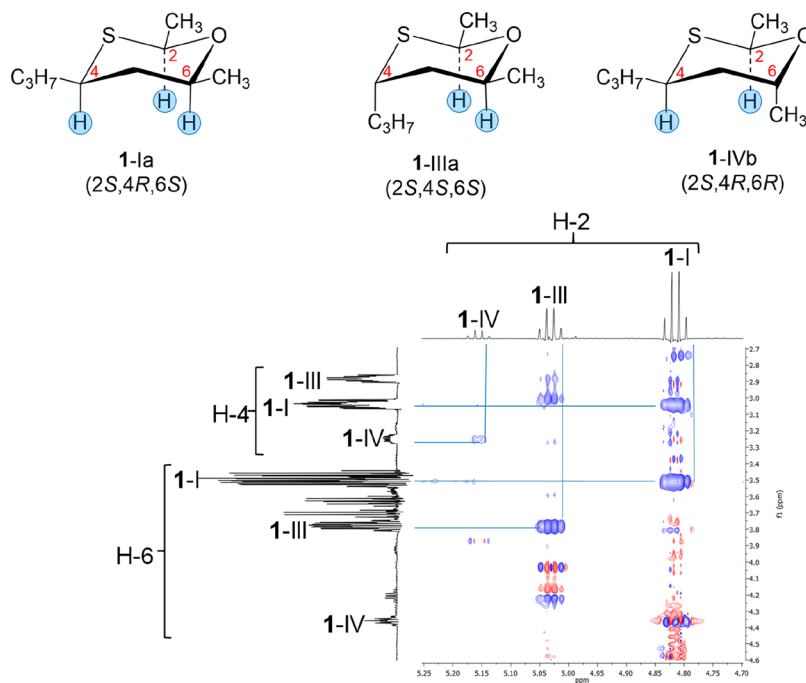 CH₃
S
O
2
C₃H₇
4
6
CH₃
H
H
H
1-Ia
(2S,4R,6S)
CH₃
S
O
2
4
6
CH₃
H
H
C₃H₇
1-IIIa
(2S,4S,6S)
CH₃
S
O
2
C₃H₇
4
6
H
H
CH₃
1-IVb
(2S,4R,6R)
H-2
1-I
1-III
1-IV
H-4
1-III
1-I
1-IV
H-6
1-I
1-III
1-IV
2.7
2.8
2.9
3.0
3.1
3.2
3.3
3.4
3.5
3.6
3.7
3.8
3.9
4.0
4.1
4.2
4.3
4.4
4.5
4.6
f1 (ppm)
5.25 5.20 5.15 5.10 5.05 5.00 4.95 4.90 4.85 4.80 4.75 4.70
ppm